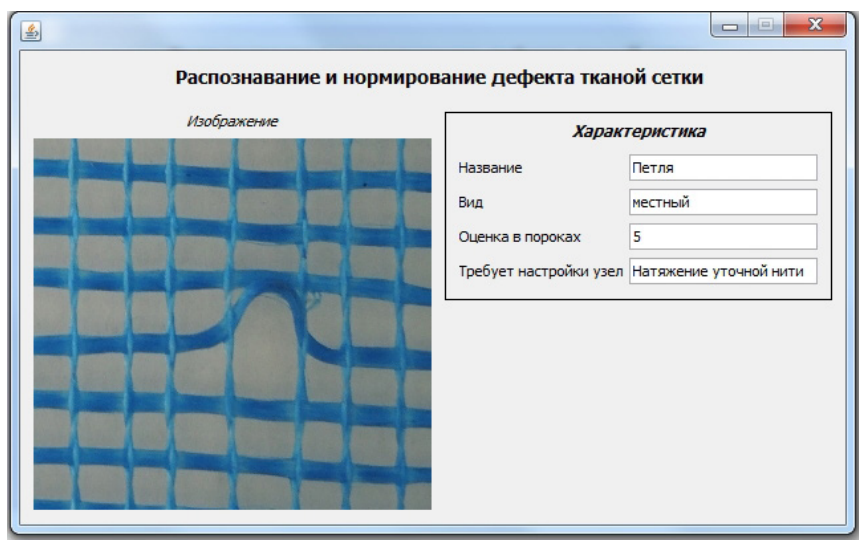 Распознавание и нормирование дефекта тканой сетки
Изображение
Характеристика
Название Петля
Вид местный
Оценка в пороках 5
Требует настройки узел Натяжение уточной нити